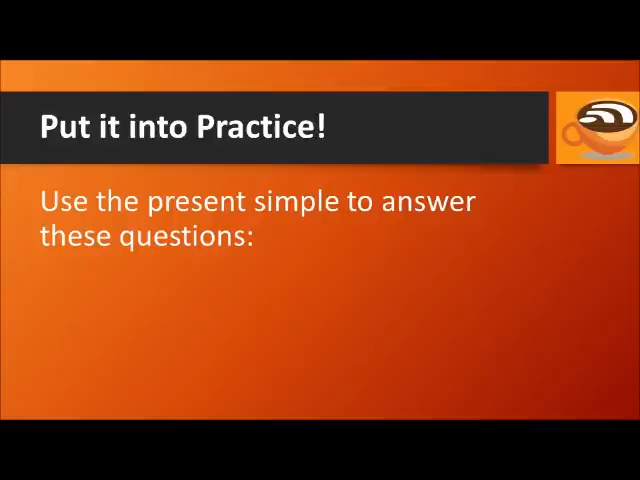 Put it into Practice!
Use the present simple to answer
these questions: